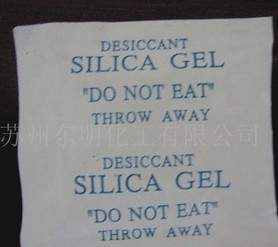 DESICCANT
SILICA GEL
"DO NOT EAT"
THROW AWAY
苏州东明化工有限公司
DESICCANT
SILICA GEL
"DO NOT EAT"
THROW AWAY